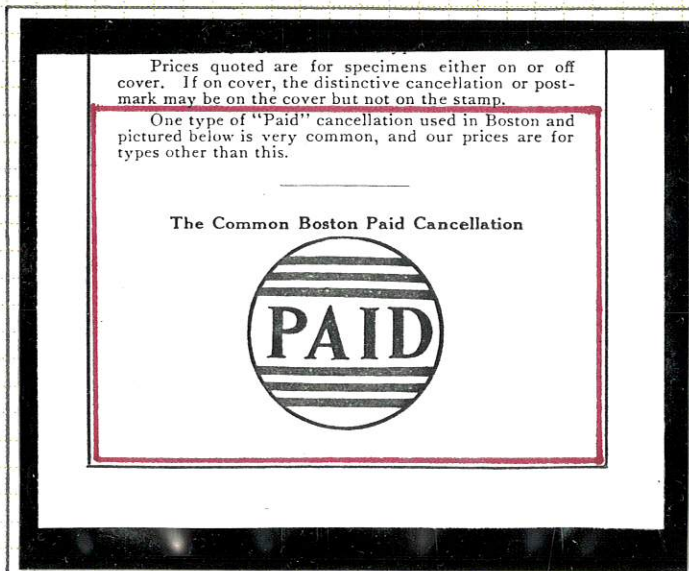 Prices quoted are for specimens either on or off
cover. If on cover, the distinctive cancellation or post-
mark may be on the cover but not on the stamp.
One type of "Paid" cancellation used in Boston and
pictured below is very common, and our prices are for
types other than this.
The Common Boston Paid Cancellation
PAID